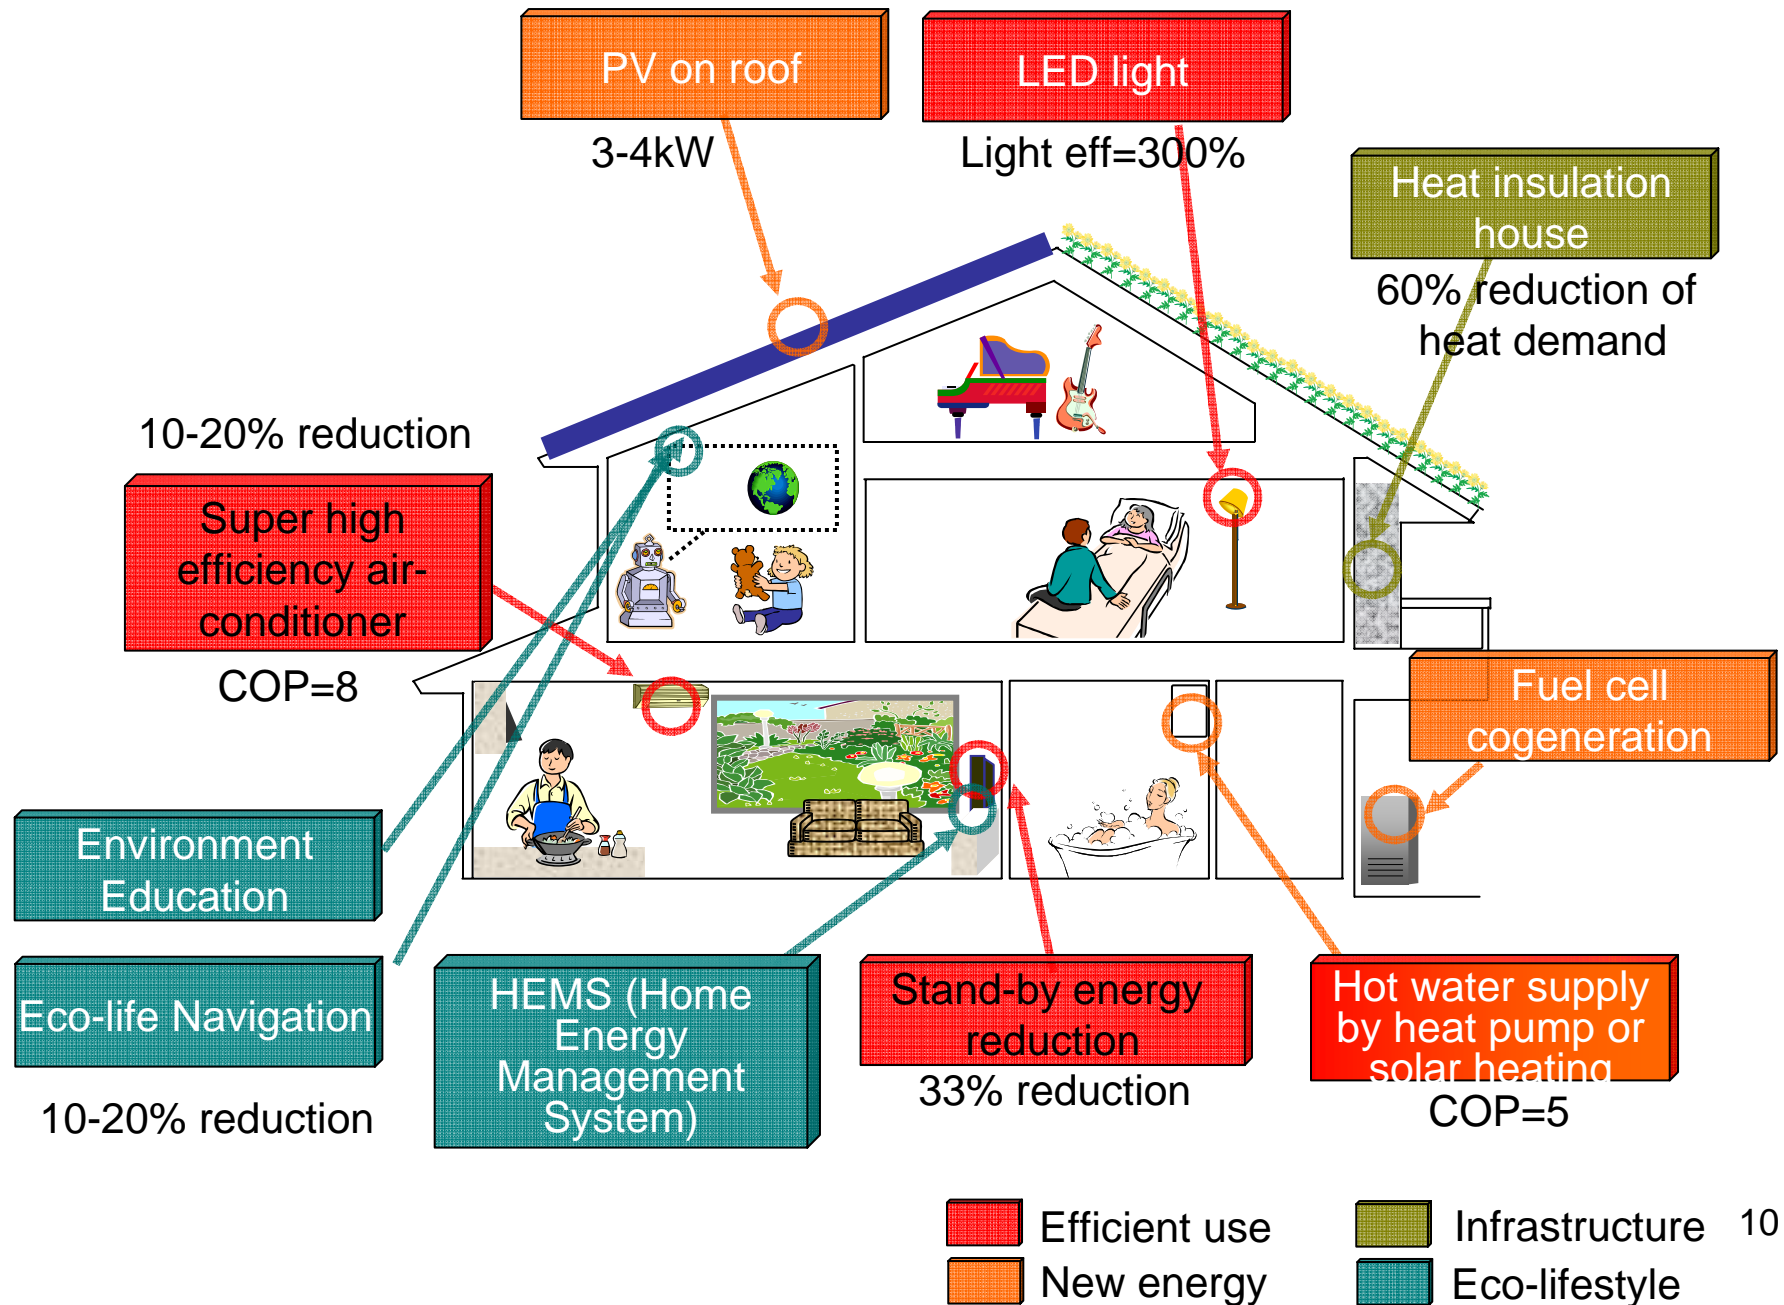 PV on roof
3-4kW
LED light
Light eff=300%
Heat insulation
house
60% reduction of
heat demand
10-20% reduction
Super high
efficiency air-
conditioner
COP=8
Fuel cell
cogeneration
Environment
Education
Eco-life Navigation
10-20% reduction
HEMS (Home
Energy
Management
System)
Stand-by energy
reduction
33% reduction
Hot water supply
by heat pump or
solar heating
COP=5
Efficient use
New energy
Infrastructure
Eco-lifestyle
10